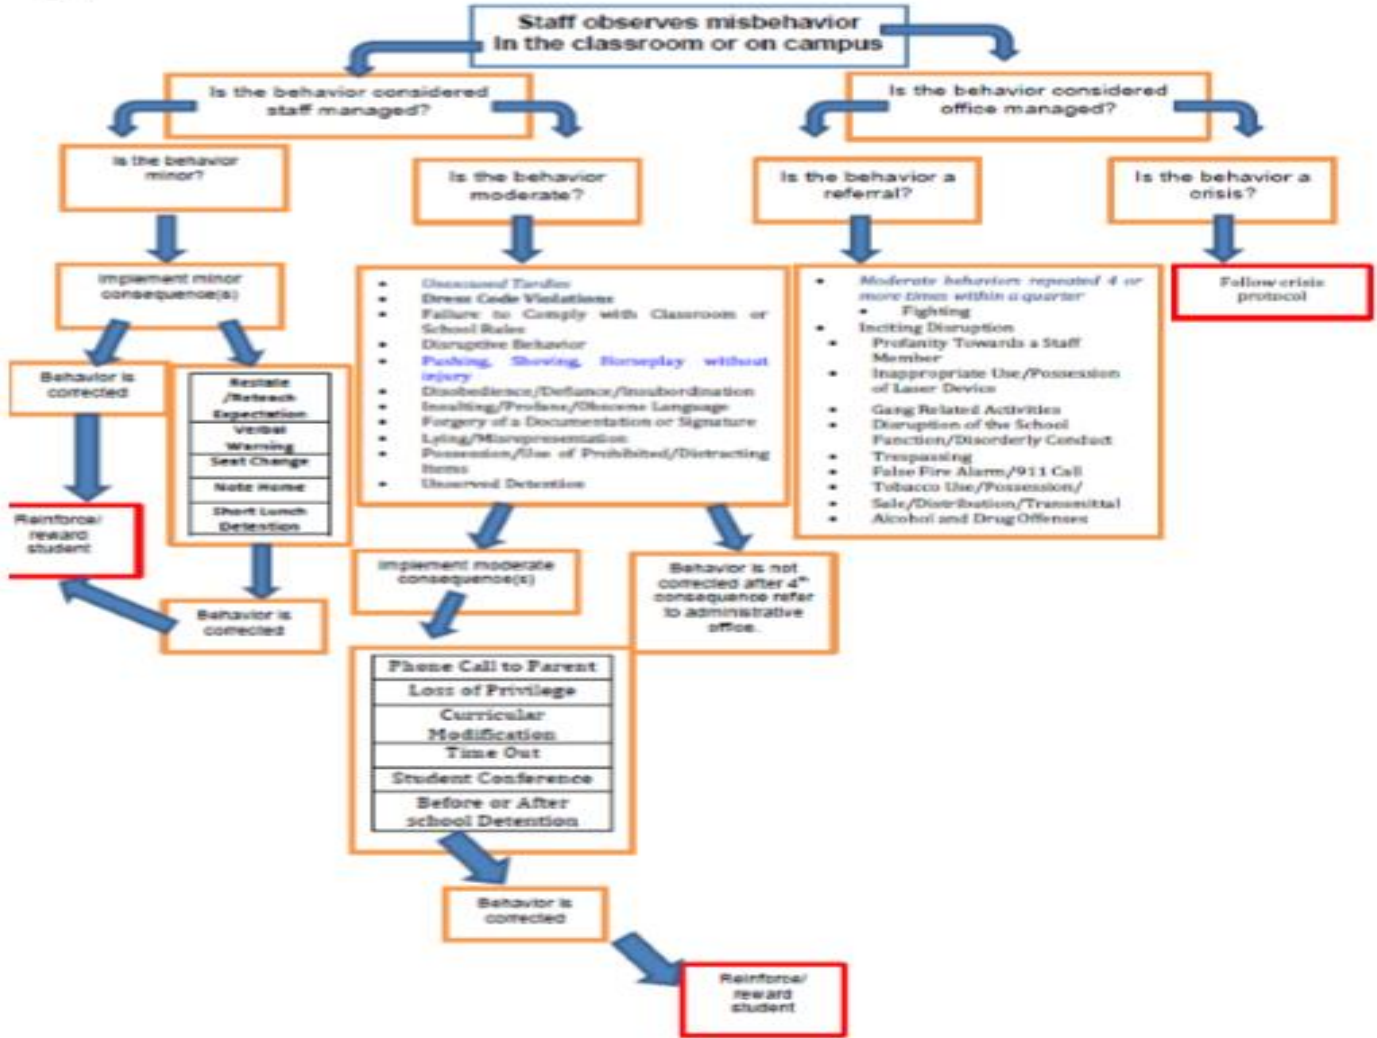 Staff observes misbehavior
In the classroom or on campus
Is the behavior considered
staff managed?
Is the behavior considered
office managed?
Is the behavior
minor?
Is the behavior
moderate?
Is the behavior a
referral?
Is the behavior a
crisis?
Implement minor
consequence(s)
Behavior is
corrected
Reinforce/
reward
student
Restate
/Reteach
Expectation
Verbal
Warning
Seat Change
Note Home
Short Lunch
Detention
Behavior is
corrected
• Unexcused Tardies
• Dress Code Violations
• Failure to Comply with Classroom or
School Rules
• Disruptive Behavior
• Pushing, Shoving, Horseplay without
injury
• Disobedience/Defiance/Insubordination
• Insulting/Profane/Obscene Language
• Forgery of a Documentation or Signature
• Lying/Misrepresentation
• Possession/Use of Prohibited/Distracting
Items
• Unserved Detention
Implement moderate
consequence(s)
Behavior is not
corrected after 4th
consequence refer
to administrative
office.
Phone Call to Parent
Loss of Privilege
Curricular
Modification
Time Out
Student Conference
Before or After
school Detention
Behavior is
corrected
Reinforce/
reward
student
• Moderate behaviors repeated 4 or
more times within a quarter
• Fighting
• Inciting Disruption
• Profanity Towards a Staff
Member
• Inappropriate Use/Possession
of Laser Device
• Gang Related Activities
• Disruption of the School
• Function/Disorderly Conduct
• Trespassing
• False Fire Alarm/911 Call
• Tobacco Use/Possession/
• Sale/Distribution/Transmittal
• Alcohol and Drug Offenses
Follow crisis
protocol